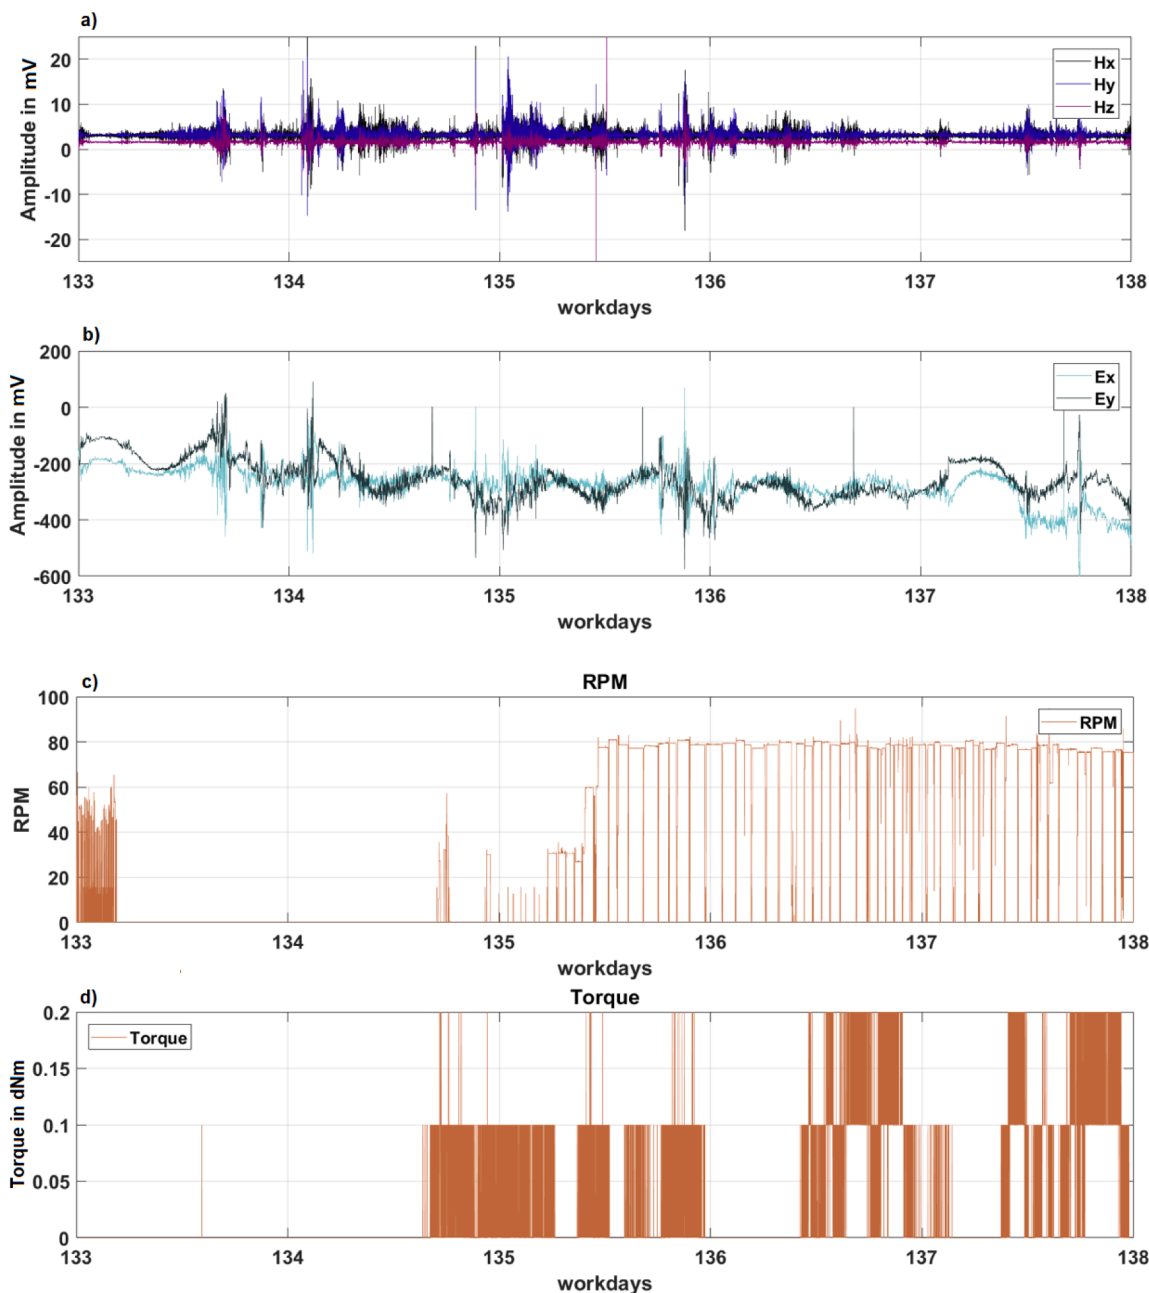 a)
20
10
0
-10
-20
Amplitude in mV
Hx
Hy
Hz
133 134 135 136 137 138
workdays
b)
200
0
-200
-400
-600
Amplitude in mV
Ex
Ey
133 134 135 136 137 138
workdays
c) RPM
100
80
60
40
20
0
RPM
RPM
133 134 135 136 137 138
workdays
d) Torque
0.2
0.15
0.1
0.05
0
Torque in dNm
Torque
133 134 135 136 137 138
workdays